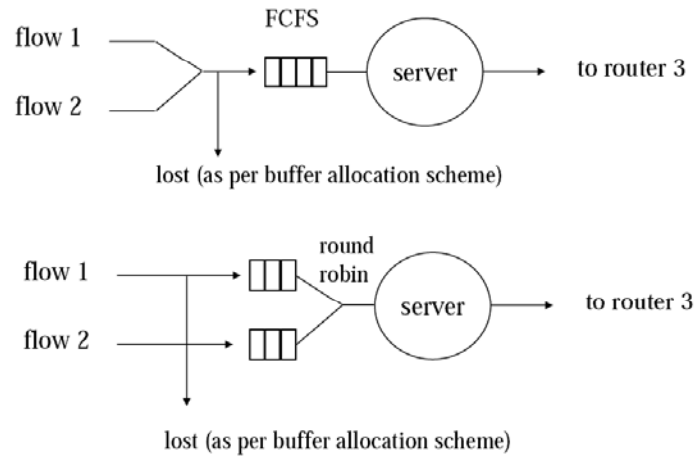 FCFS
flow 1
server
to router 3
flow 2
lost (as per buffer allocation scheme)
round
robin
flow 1
server
to router 3
flow 2
lost (as per buffer allocation scheme)